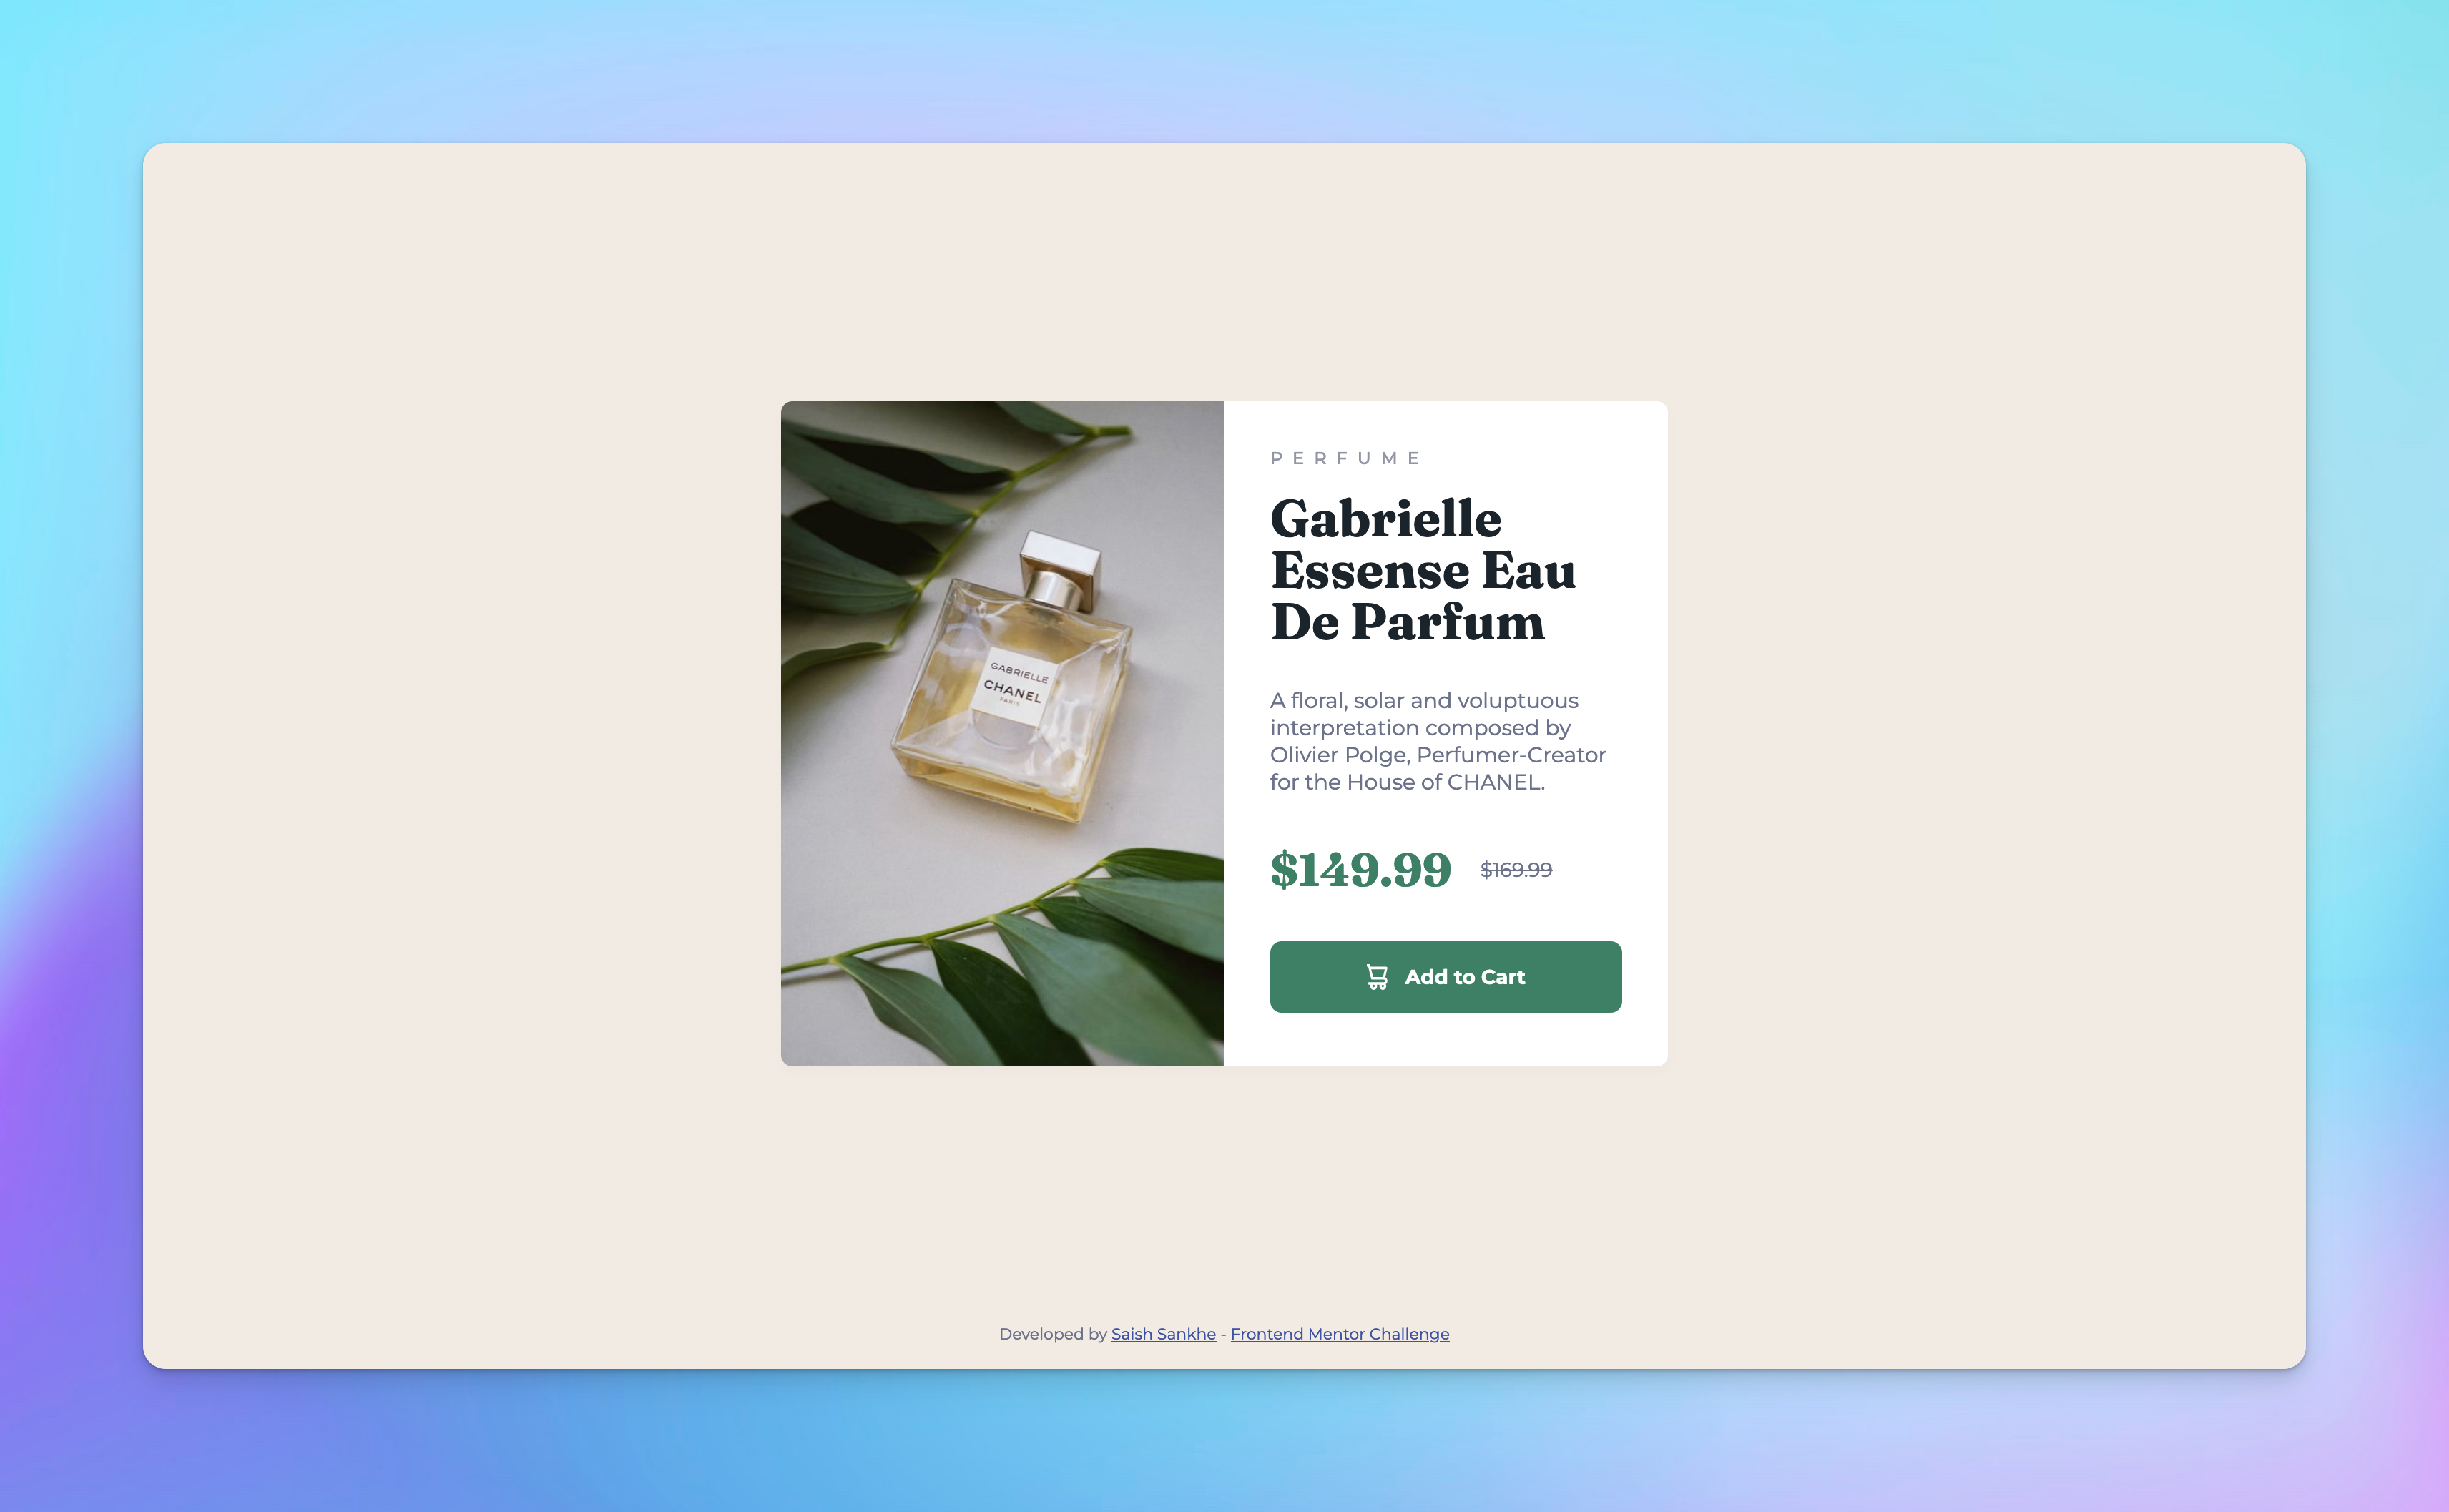 GABRIELLE
CHANEL
PARIS
PERFUME
Gabrielle
Essense Eau
De Parfum
A floral, solar and voluptuous
interpretation composed by
Olivier Polge, Perfumer-Creator
for the House of CHANEL.
$149.99 $169.99
Add to Cart
Developed by Saish Sankhe - Frontend Mentor Challenge